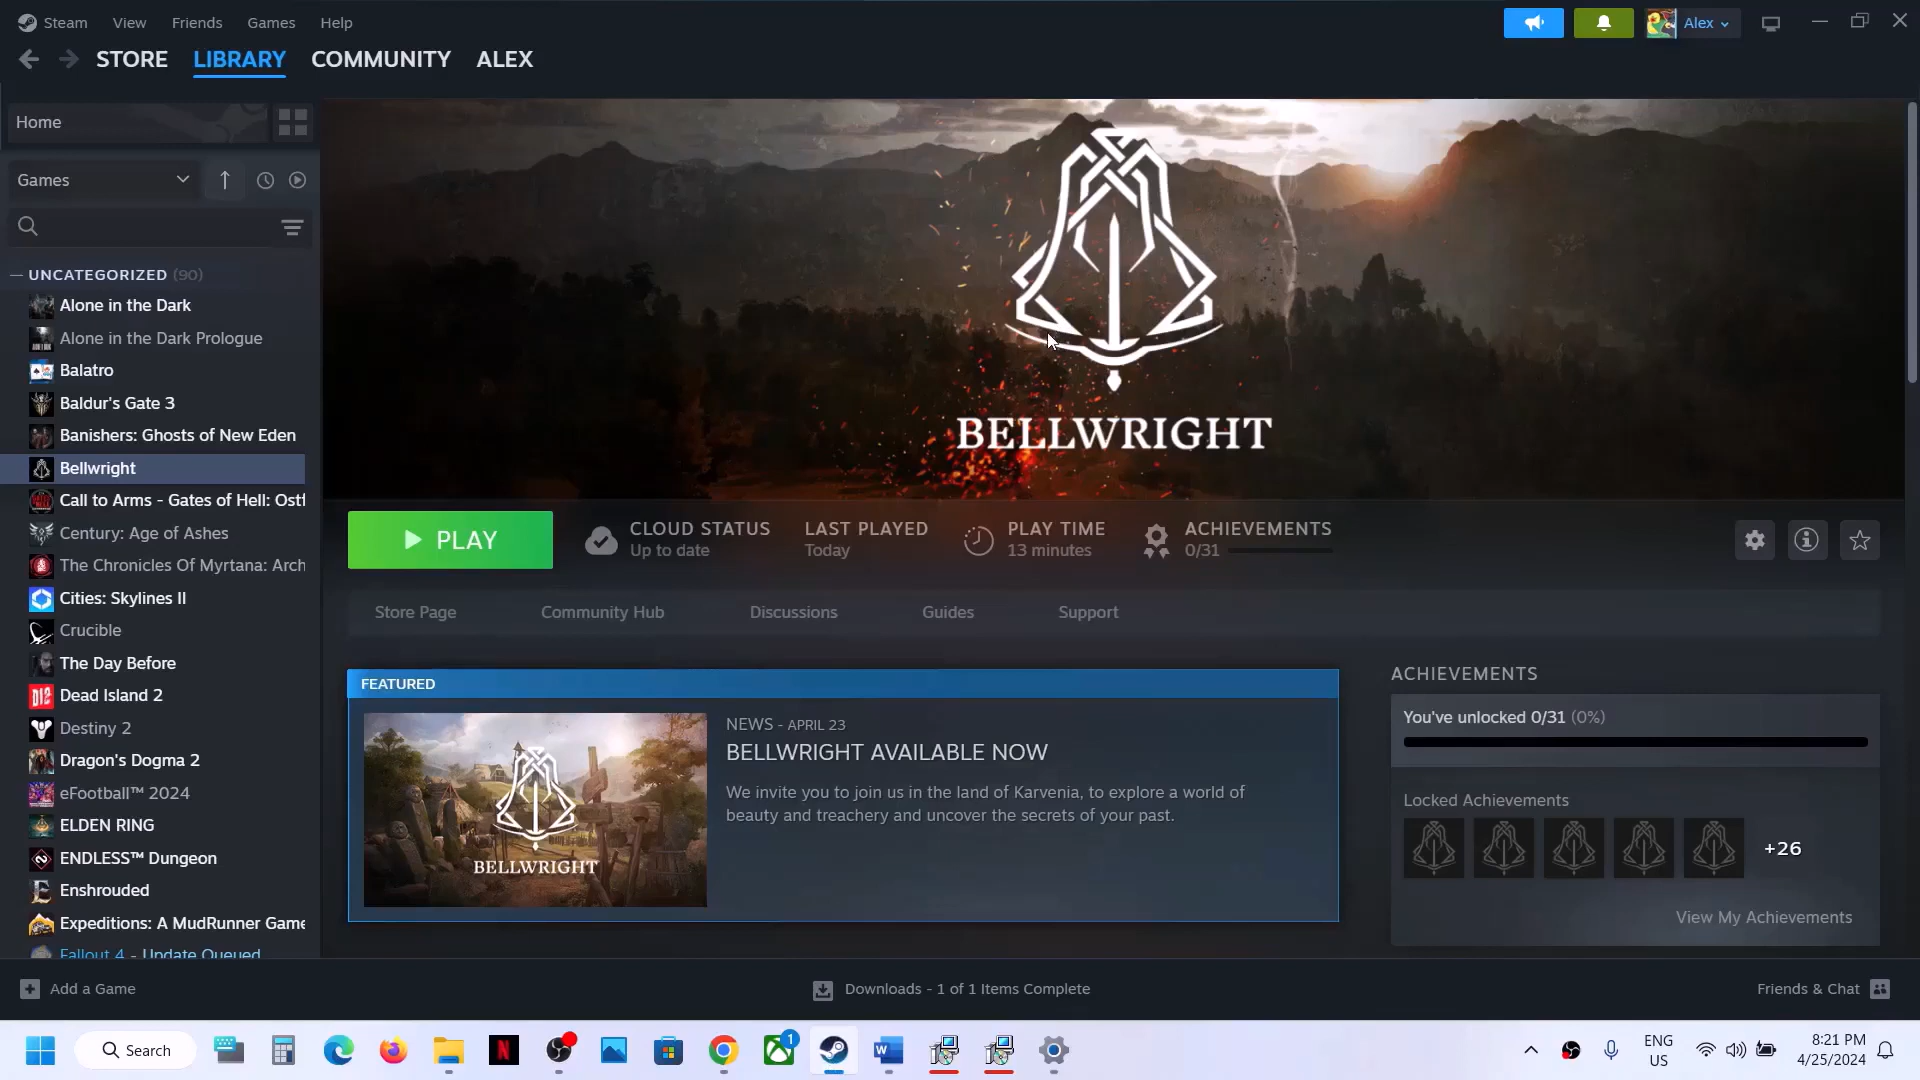 Steam View Friends Games Help
Alex
STORE LIBRARY COMMUNITY ALEX
Home
Games
UNCATEGORIZED (90)
Alone in the Dark
Alone in the Dark Prologue
Balatro
Baldur's Gate 3
Banishers: Ghosts of New Eden
Bellwright
Call to Arms - Gates of Hell: Ostf
Century: Age of Ashes
The Chronicles Of Myrtana: Arch
Cities: Skylines II
Crucible
The Day Before
Dead Island 2
Destiny 2
Dragon's Dogma 2
eFootball™ 2024
ELDEN RING
ENDLESS™ Dungeon
Enshrouded
Expeditions: A MudRunner Game
Fallout 4 - Update Queued
BELLWRIGHT
PLAY
CLOUD STATUS
Up to date
LAST PLAYED
Today
PLAY TIME
13 minutes
ACHIEVEMENTS
0/31
Store Page Community Hub Discussions Guides Support
FEATURED
BELLWRIGHT
NEWS - APRIL 23
BELLWRIGHT AVAILABLE NOW
We invite you to join us in the land of Karvenia, to explore a world of
beauty and treachery and uncover the secrets of your past.
ACHIEVEMENTS
You've unlocked 0/31 (0%)
Locked Achievements
+26
View My Achievements
Add a Game
Downloads - 1 of 1 Items Complete
Friends & Chat
Search
1
ENG
US
8:21 PM
4/25/2024